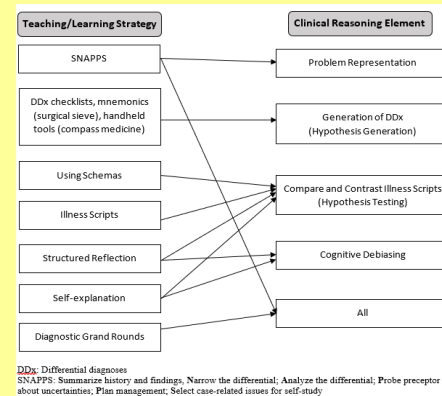 Teaching/Learning Strategy
Clinical Reasoning Element
SNAPPS
Problem Representation
DDx checklists, mnemonics
(surgical sieve), handheld
tools (compass medicine)
Generation of DDx
(Hypothesis Generation)
Using Schemas
Compare and Contrast Illness Scripts
(Hypothesis Testing)
Illness Scripts
Structured Reflection
Cognitive Debiasing
Self-explanation
All
Diagnostic Grand Rounds
DDx: Differential diagnoses
SNAPPS: Summarize history and findings, Narrow the differential; Analyze the differential; Probe preceptor
about uncertainties; Plan management; Select case-related issues for self-study